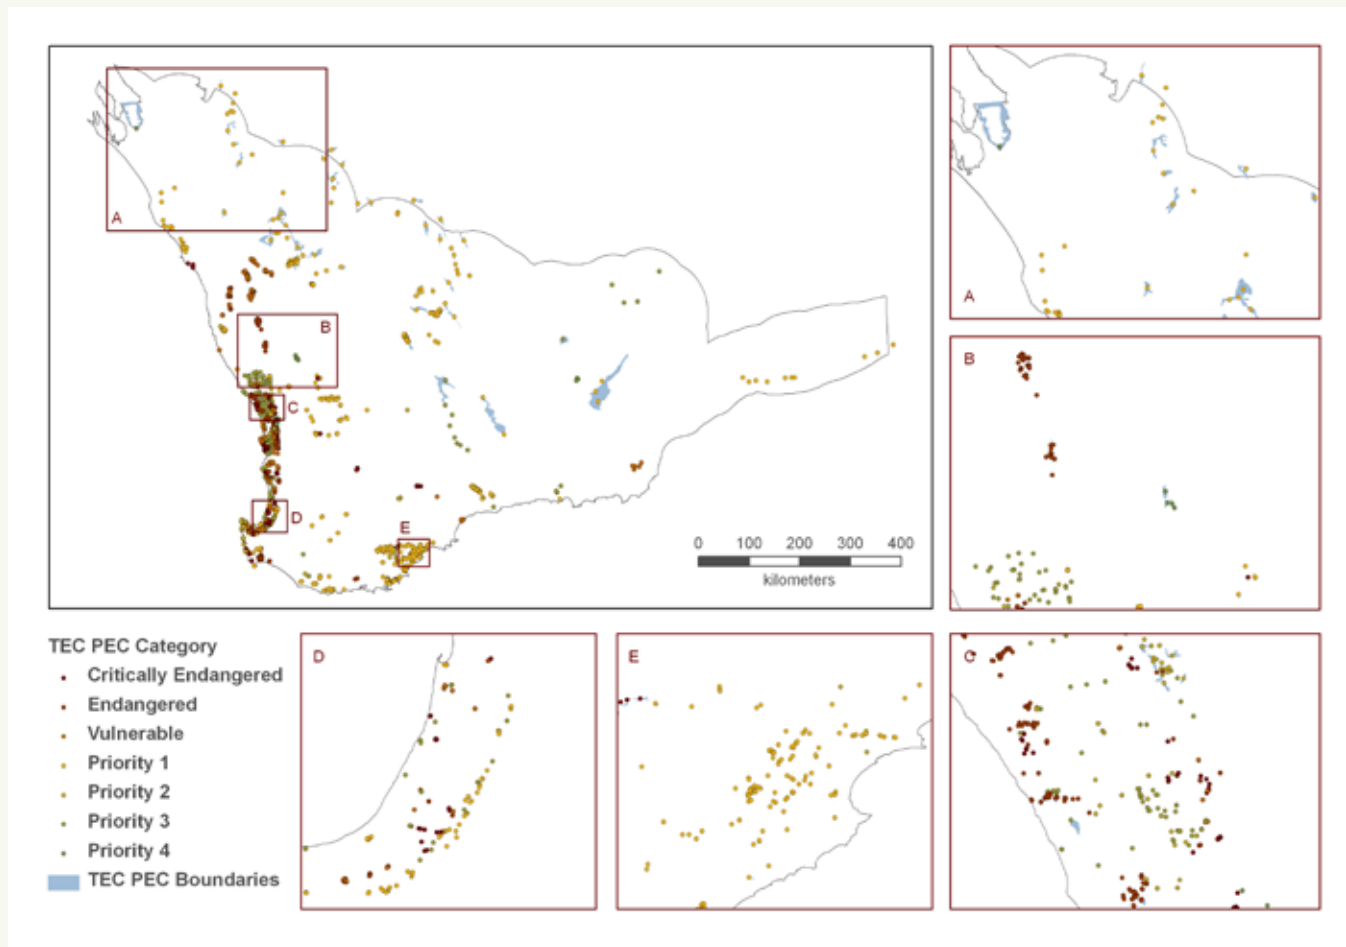 A
B
C
D
E
0 100 200 300 400
kilometers
A
B
TEC PEC Category
Critically Endangered
Endangered
Vulnerable
Priority 1
Priority 2
Priority 3
Priority 4
TEC PEC Boundaries
D
E
C